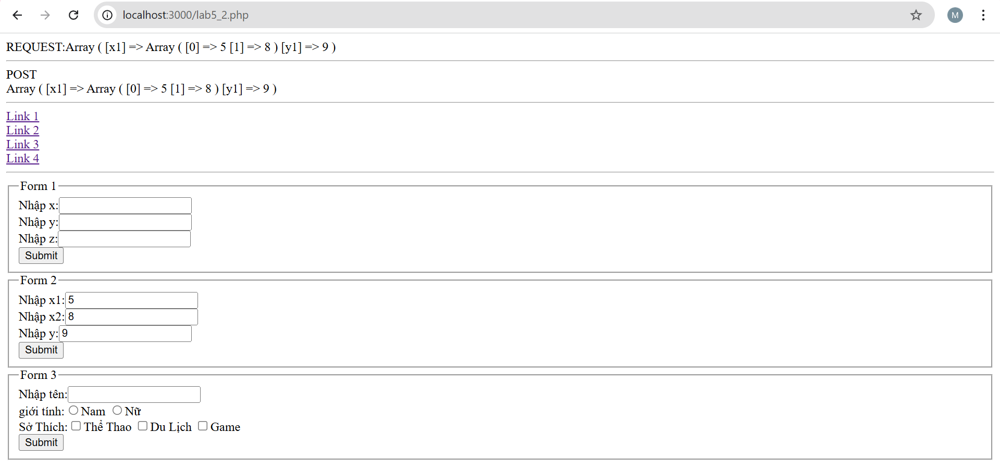 localhost:3000/lab5_2.php
M
REQUEST:Array ( [x1] => Array ( [0] => 5 [1] => 8 ) [y1] => 9 )
POST
Array ( [x1] => Array ( [0] => 5 [1] => 8 ) [y1] => 9 )
Link 1
Link 2
Link 3
Link 4
Form 1
Nhập x:
Nhập y:
Nhập z:
Submit
Form 2
Nhập x1: 5
Nhập x2: 8
Nhập y: 9
Submit
Form 3
Nhập tên:
giới tính: Nam Nữ
Sở Thích: Thể Thao Du Lịch Game
Submit